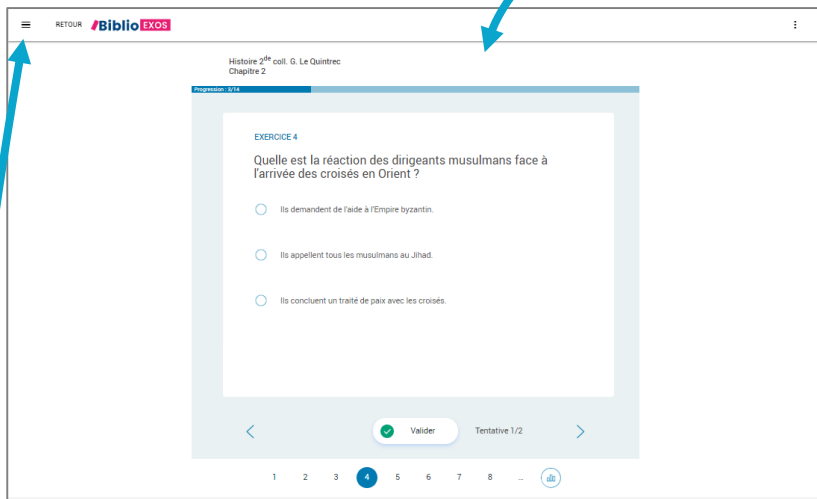 RETOUR /Biblio EXOS
Histoire 2de coll. G. Le Quintrec
Chapitre 2
Progression : 3/14
EXERCICE 4
Quelle est la réaction des dirigeants musulmans face à
l'arrivée des croisés en Orient ?
Ils demandent de l'aide à l'Empire byzantin.
Ils appellent tous les musulmans au Jihad.
Ils concluent un traité de paix avec les croisés.
Valider Tentative 1/2
1 2 3 4 5 6 7 8 ...